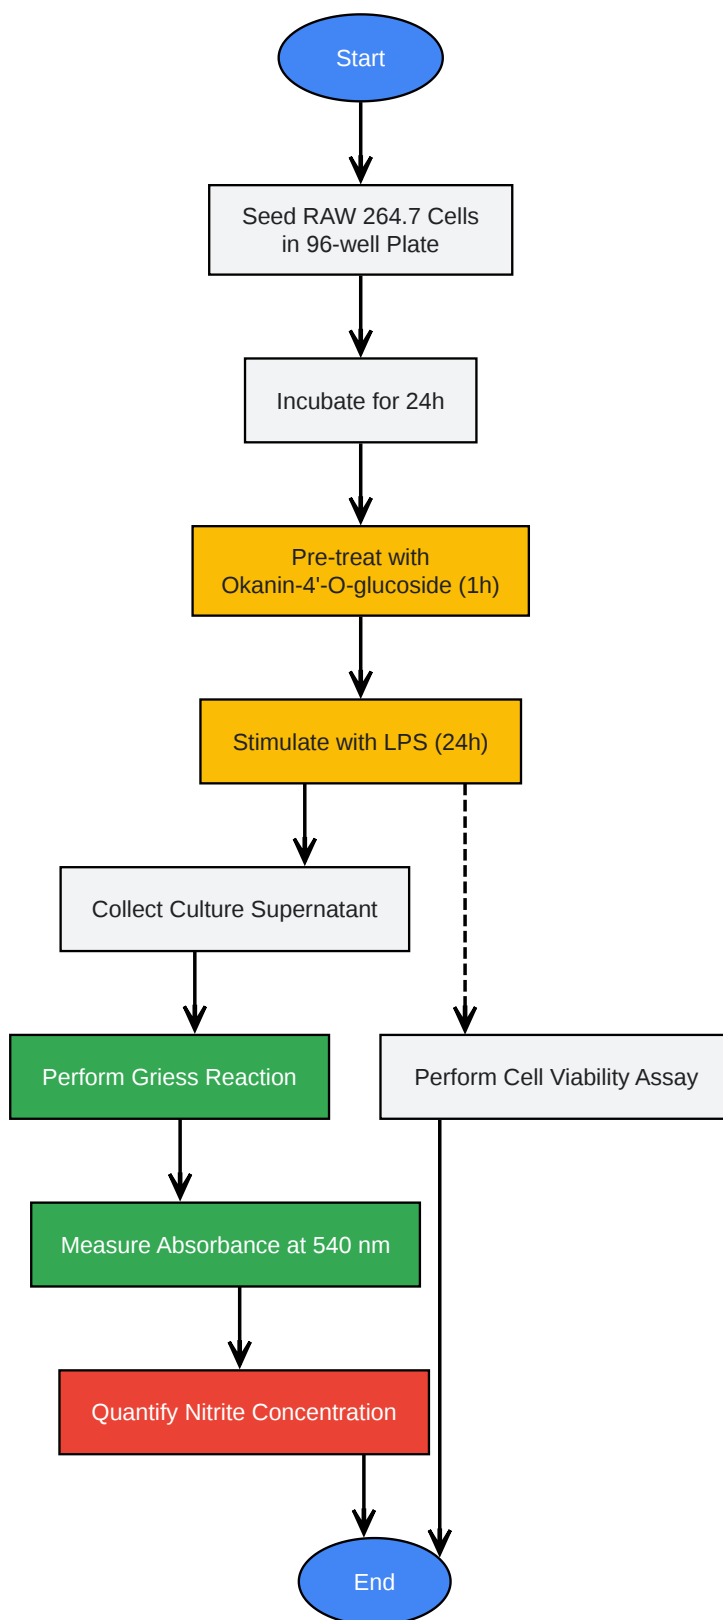 Start
Seed RAW 264.7 Cells
in 96-well Plate
Incubate for 24h
Pre-treat with
Okanin-4'-O-glucoside (1h)
Stimulate with LPS (24h)
Collect Culture Supernatant
Perform Griess Reaction
Perform Cell Viability Assay
Measure Absorbance at 540 nm
Quantify Nitrite Concentration
End